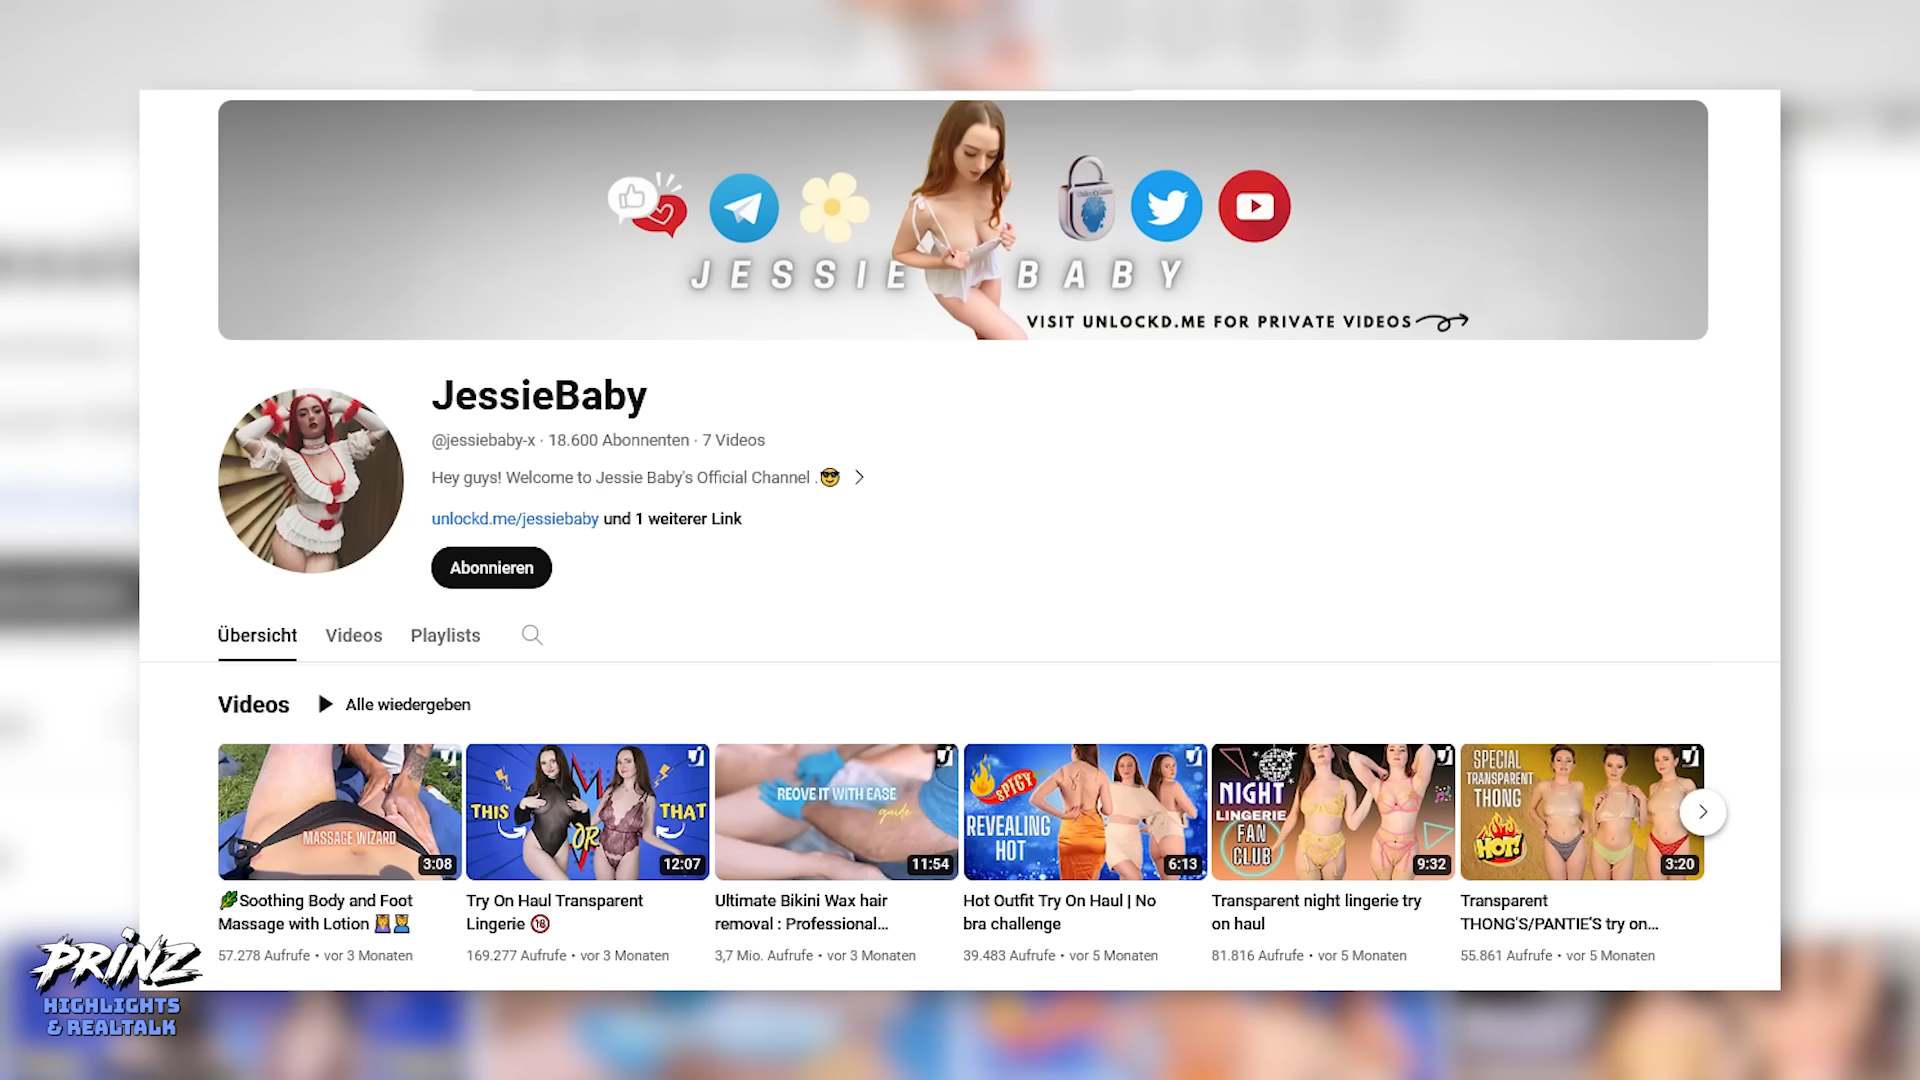 JESSIE BABY
VISIT UNLOCKD.ME FOR PRIVATE VIDEOS
JessieBaby
@jessiebaby-x · 18.600 Abonnenten · 7 Videos
Hey guys! Welcome to Jessie Baby's Official Channel .😎
unlockd.me/jessiebaby und 1 weiterer Link
Abonnieren
Übersicht
Videos
Playlists
Videos
Alle wiedergeben
MASSAGE WIZARD
3:08
🌿Soothing Body and Foot
Massage with Lotion 💆‍♀️💆‍♂️
57.278 Aufrufe • vor 3 Monaten
THIS
OR
THAT
12:07
Try On Haul Transparent
Lingerie 🔞
169.277 Aufrufe • vor 3 Monaten
REOVE IT WITH EASE
guide
11:54
Ultimate Bikini Wax hair
removal : Professional...
3,7 Mio. Aufrufe • vor 3 Monaten
SPICY
REVEALING
HOT
6:13
Hot Outfit Try On Haul | No
bra challenge
39.483 Aufrufe • vor 5 Monaten
NIGHT
LINGERIE
FAN
CLUB
9:32
Transparent night lingerie try
on haul
81.816 Aufrufe • vor 5 Monaten
SPECIAL
TRANSPARENT
THONG
HOT!
3:20
Transparent
THONG'S/PANTIE'S try on...
55.861 Aufrufe • vor 5 Monaten
PRINZ
HIGHLIGHTS
& REALTALK